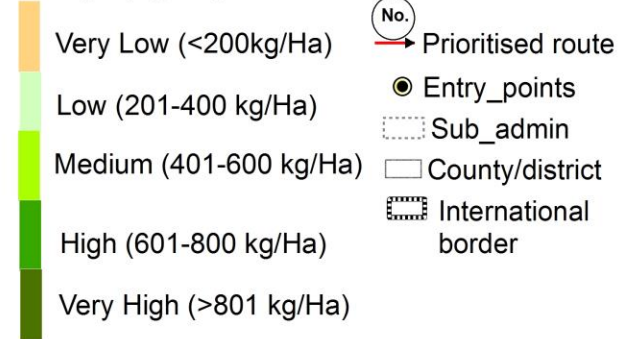 Very Low (<200kg/Ha)
Low (201-400 kg/Ha)
Medium (401-600 kg/Ha)
High (601-800 kg/Ha)
Very High (>801 kg/Ha)
No.
Prioritised route
Entry_points
Sub_admin
County/district
International
border